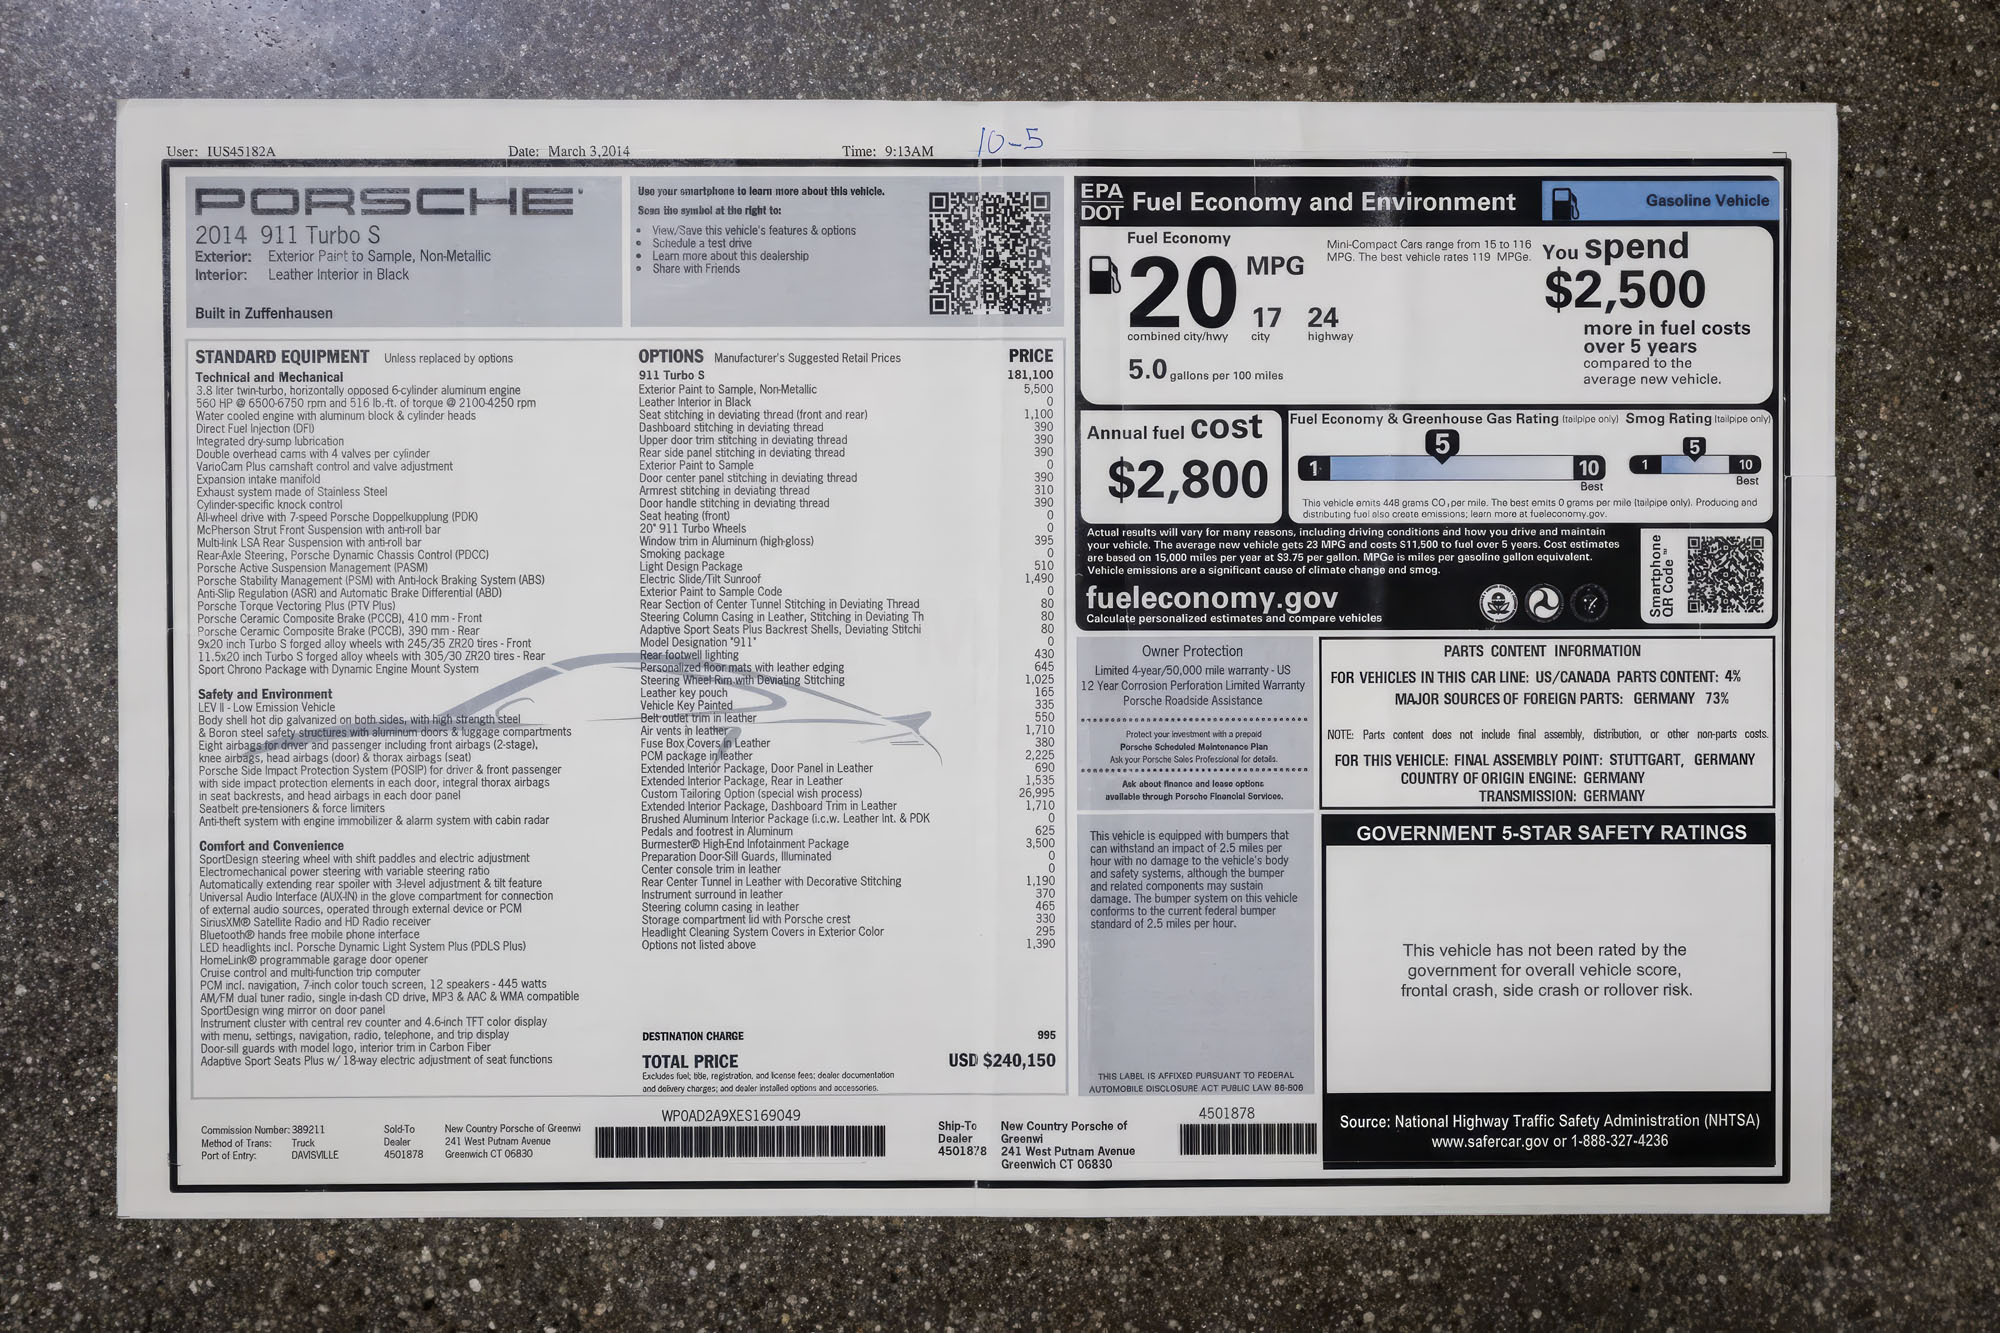 User: IUS45182A
Date: March 3,2014
Time: 9:13AM
10-5
PORSCHE
2014 911 Turbo S
Exterior: Exterior Paint to Sample, Non-Metallic
Interior: Leather Interior in Black
Built in Zuffenhausen
Use your smartphone to learn more about this vehicle.
Scan the symbol at the right to:
• View/Save this vehicle's features & options
• Schedule a test drive
• Learn more about this dealership
• Share with Friends
STANDARD EQUIPMENT Unless replaced by options
Technical and Mechanical
3.8 liter twin-turbo, horizontally opposed 6-cylinder aluminum engine
560 HP @ 6500-6750 rpm and 516 lb.-ft. of torque @ 2100-4250 rpm
Water cooled engine with aluminum block & cylinder heads
Direct Fuel Injection (DFI)
Integrated dry-sump lubrication
Double overhead cams with 4 valves per cylinder
VarioCam Plus camshaft control and valve adjustment
Expansion intake manifold
Exhaust system made of Stainless Steel
Cylinder-specific knock control
All-wheel drive with 7-speed Porsche Doppelkupplung (PDK)
McPherson Strut Front Suspension with anti-roll bar
Multi-link LSA Rear Suspension with anti-roll bar
Rear-Axle Steering, Porsche Dynamic Chassis Control (PDCC)
Porsche Active Suspension Management (PASM)
Porsche Stability Management (PSM) with Anti-lock Braking System (ABS)
Anti-Slip Regulation (ASR) and Automatic Brake Differential (ABD)
Porsche Torque Vectoring Plus (PTV Plus)
Porsche Ceramic Composite Brake (PCCB), 410 mm - Front
Porsche Ceramic Composite Brake (PCCB), 390 mm - Rear
9x20 inch Turbo S forged alloy wheels with 245/35 ZR20 tires - Front
11.5x20 inch Turbo S forged alloy wheels with 305/30 ZR20 tires - Rear
Sport Chrono Package with Dynamic Engine Mount System
Safety and Environment
LEV II - Low Emission Vehicle
Body shell hot dip galvanized on both sides, with high strength steel
& Boron steel safety structures with aluminum doors & luggage compartments
Eight airbags for driver and passenger including front airbags (2-stage),
knee airbags, head airbags (door) & thorax airbags (seat)
Porsche Side Impact Protection System (POSIP) for driver & front passenger
with side impact protection elements in each door, integral thorax airbags
in seat backrests, and head airbags in each door panel
Seatbelt pre-tensioners & force limiters
Anti-theft system with engine immobilizer & alarm system with cabin radar
Comfort and Convenience
SportDesign steering wheel with shift paddles and electric adjustment
Electromechanical power steering with variable steering ratio
Automatically extending rear spoiler with 3-level adjustment & tilt feature
Universal Audio Interface (AUX-IN) in the glove compartment for connection
of external audio sources, operated through external device or PCM
SiriusXM® Satellite Radio and HD Radio receiver
Bluetooth® hands free mobile phone interface
LED headlights incl. Porsche Dynamic Light System Plus (PDLS Plus)
HomeLink® programmable garage door opener
Cruise control and multi-function trip computer
PCM incl. navigation, 7-inch color touch screen, 12 speakers - 445 watts
AM/FM dual tuner radio, single in-dash CD drive, MP3 & AAC & WMA compatible
SportDesign wing mirror on door panel
Instrument cluster with central rev counter and 4.6-inch TFT color display
with menu, settings, navigation, radio, telephone, and trip display
Door-sill guards with model logo, interior trim in Carbon Fiber
Adaptive Sport Seats Plus w/ 18-way electric adjustment of seat functions
OPTIONS Manufacturer's Suggested Retail Prices PRICE
911 Turbo S 181,100
Exterior Paint to Sample, Non-Metallic 5,500
Leather Interior in Black 0
Seat stitching in deviating thread (front and rear) 1,100
Dashboard stitching in deviating thread 390
Upper door trim stitching in deviating thread 390
Rear side panel stitching in deviating thread 390
Exterior Paint to Sample 0
Door center panel stitching in deviating thread 390
Armrest stitching in deviating thread 310
Door handle stitching in deviating thread 390
Seat heating (front) 0
20" 911 Turbo Wheels 0
Window trim in Aluminum (high-gloss) 395
Smoking package 0
Light Design Package 510
Electric Slide/Tilt Sunroof 1,490
Exterior Paint to Sample Code 0
Rear Section of Center Tunnel Stitching in Deviating Thread 80
Steering Column Casing in Leather, Stitching in Deviating Th 80
Adaptive Sport Seats Plus Backrest Shells, Deviating Stitchi 80
Model Designation "911" 0
Rear footwell lighting 430
Personalized floor mats with leather edging 645
Steering Wheel Rim with Deviating Stitching 1,025
Leather key pouch 165
Vehicle Key Painted 335
Belt outlet trim in leather 550
Air vents in leather 1,710
Fuse Box Covers in Leather 380
PCM package in leather 2,225
Extended Interior Package, Door Panel in Leather 690
Extended Interior Package, Rear in Leather 1,535
Custom Tailoring Option (special wish process) 26,995
Extended Interior Package, Dashboard Trim in Leather 1,710
Brushed Aluminum Interior Package (i.c.w. Leather Int. & PDK 0
Pedals and footrest in Aluminum 625
Burmester® High-End Infotainment Package 3,500
Preparation Door-Sill Guards, Illuminated 0
Center console trim in leather 0
Rear Center Tunnel in Leather with Decorative Stitching 1,190
Instrument surround in leather 370
Steering column casing in leather 465
Storage compartment lid with Porsche crest 330
Headlight Cleaning System Covers in Exterior Color 295
Options not listed above 1,390
DESTINATION CHARGE 995
TOTAL PRICE USD $240,150
Excludes fuel; title, registration, and license fees; dealer documentation
and delivery charges; and dealer installed options and accessories.
EPA
DOT
Fuel Economy and Environment
Gasoline Vehicle
Fuel Economy
20 MPG
17 24
combined city/hwy city highway
5.0 gallons per 100 miles
Mini-Compact Cars range from 15 to 116
MPG. The best vehicle rates 119 MPGe.
You spend
$2,500
more in fuel costs
over 5 years
compared to the
average new vehicle.
Annual fuel cost
$2,800
Fuel Economy & Greenhouse Gas Rating (tailpipe only)
5
1 10
Best
Smog Rating (tailpipe only)
5
1 10
Best
This vehicle emits 448 grams CO2 per mile. The best emits 0 grams per mile (tailpipe only). Producing and
distributing fuel also create emissions; learn more at fueleconomy.gov.
Actual results will vary for many reasons, including driving conditions and how you drive and maintain
your vehicle. The average new vehicle gets 23 MPG and costs $11,500 to fuel over 5 years. Cost estimates
are based on 15,000 miles per year at $3.75 per gallon. MPGe is miles per gasoline gallon equivalent.
Vehicle emissions are a significant cause of climate change and smog.
fueleconomy.gov
Calculate personalized estimates and compare vehicles
Smartphone
QR Code™
Owner Protection
Limited 4-year/50,000 mile warranty - US
12 Year Corrosion Perforation Limited Warranty
Porsche Roadside Assistance
Protect your investment with a prepaid
Porsche Scheduled Maintenance Plan
Ask your Porsche Sales Professional for details.
Ask about finance and lease options
available through Porsche Financial Services.
This vehicle is equipped with bumpers that
can withstand an impact of 2.5 miles per
hour with no damage to the vehicle's body
and safety systems, although the bumper
and related components may sustain
damage. The bumper system on this vehicle
conforms to the current federal bumper
standard of 2.5 miles per hour.
THIS LABEL IS AFFIXED PURSUANT TO FEDERAL
AUTOMOBILE DISCLOSURE ACT PUBLIC LAW 85-506
PARTS CONTENT INFORMATION
FOR VEHICLES IN THIS CAR LINE: US/CANADA PARTS CONTENT: 4%
MAJOR SOURCES OF FOREIGN PARTS: GERMANY 73%
NOTE: Parts content does not include final assembly, distribution, or other non-parts costs.
FOR THIS VEHICLE: FINAL ASSEMBLY POINT: STUTTGART, GERMANY
COUNTRY OF ORIGIN ENGINE: GERMANY
TRANSMISSION: GERMANY
GOVERNMENT 5-STAR SAFETY RATINGS
This vehicle has not been rated by the
government for overall vehicle score,
frontal crash, side crash or rollover risk.
Source: National Highway Traffic Safety Administration (NHTSA)
www.safercar.gov or 1-888-327-4236
Commission Number: 389211
Method of Trans: Truck
Port of Entry: DAVISVILLE
Sold-To
Dealer
4501878
New Country Porsche of Greenwi
241 West Putnam Avenue
Greenwich CT 06830
WP0AD2A9XES169049
Ship-To
Dealer
4501878
New Country Porsche of
Greenwi
241 West Putnam Avenue
Greenwich CT 06830
4501878